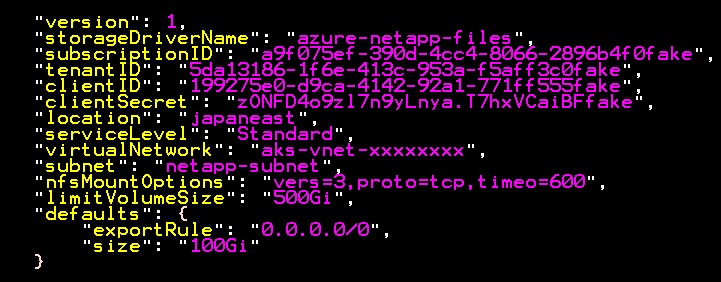 "version": 1,
"storageDriverName": "azure-netapp-files",
"subscriptionID": "a9f075ef-390d-4cc4-8066-2896b4f0fake",
"tenantID": "5da13186-1f6e-413c-953a-f5aff3c0fake",
"clientID": "199275e0-d9ca-4142-92a1-771ff555fake",
"clientSecret": "zONFD4o9zl7n9yLnya.T7hxVCaiBFfake",
"location": "japaneast",
"serviceLevel": "Standard",
"virtualNetwork": "aks-vnet-xxxxxxxx",
"subnet": "netapp-subnet",
"nfsMountOptions": "vers=3,proto=tcp,timeo=600",
"limitVolumeSize": "500Gi",
"defaults": {
    "exportRule": "0.0.0.0/0",
    "size": "100Gi"
}